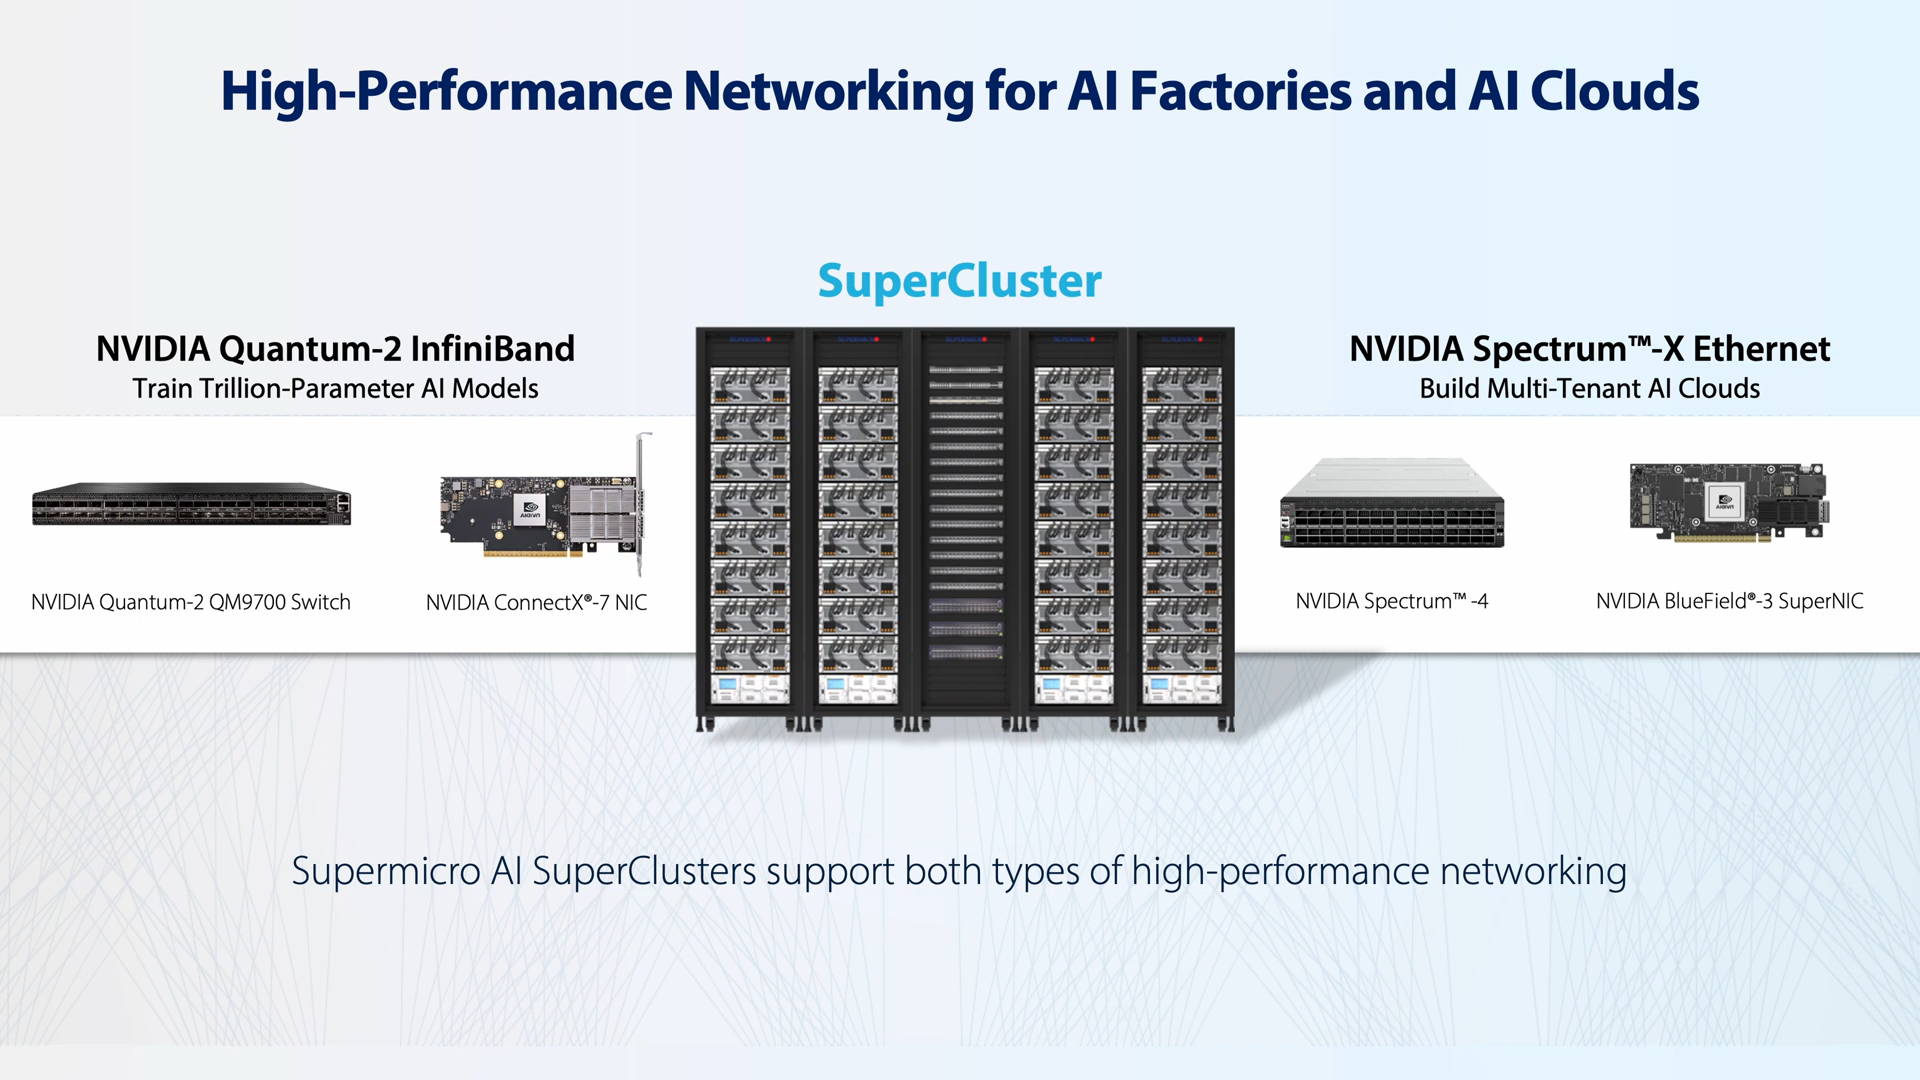 High-Performance Networking for AI Factories and AI Clouds
SuperCluster
NVIDIA Quantum-2 InfiniBand
Train Trillion-Parameter AI Models
NVIDIA Spectrum™-X Ethernet
Build Multi-Tenant AI Clouds
NVIDIA Quantum-2 QM9700 Switch
NVIDIA ConnectX®-7 NIC
NVIDIA Spectrum™ -4
NVIDIA BlueField®-3 SuperNIC
Supermicro AI SuperClusters support both types of high-performance networking